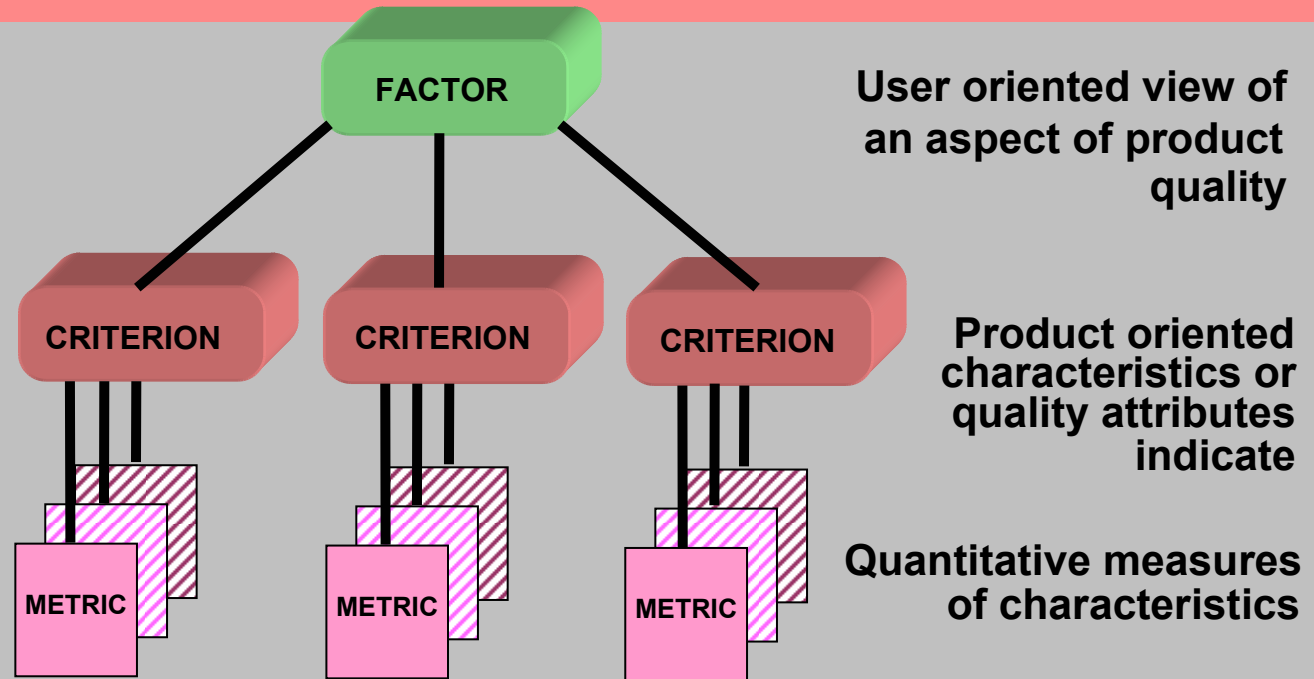 FACTOR
User oriented view of
an aspect of product
quality
CRITERION
CRITERION
CRITERION
Product oriented
characteristics or
quality attributes
indicate
METRIC
METRIC
METRIC
Quantitative measures
of characteristics